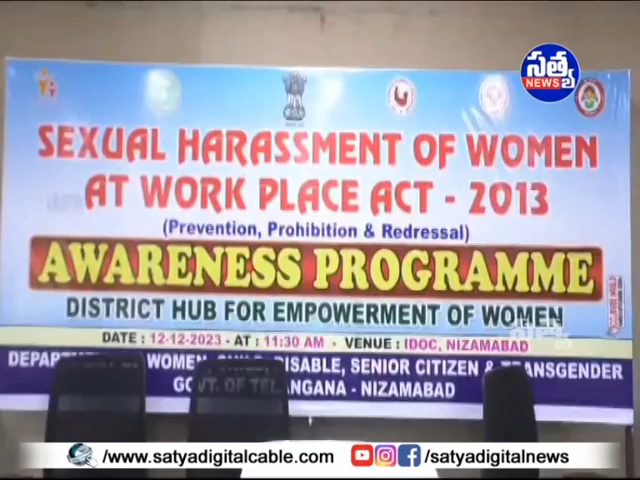 సత్య
NEWS
SEXUAL HARASSMENT OF WOMEN
AT WORK PLACE ACT - 2013
(Prevention, Prohibition & Redressal)
AWARENESS PROGRAMME
DISTRICT HUB FOR EMPOWERMENT OF WOMEN
DATE : 12-12-2023 - AT : 11:30 AM - VENUE : IDOC, NIZAMABAD
WOMEN, CHILD, DISABLE, SENIOR CITIZEN & TRANSGENDER
GOVT. OF TELANGANA - NIZAMABAD
www.satyadigitalcable.com
/satyadigitalnews